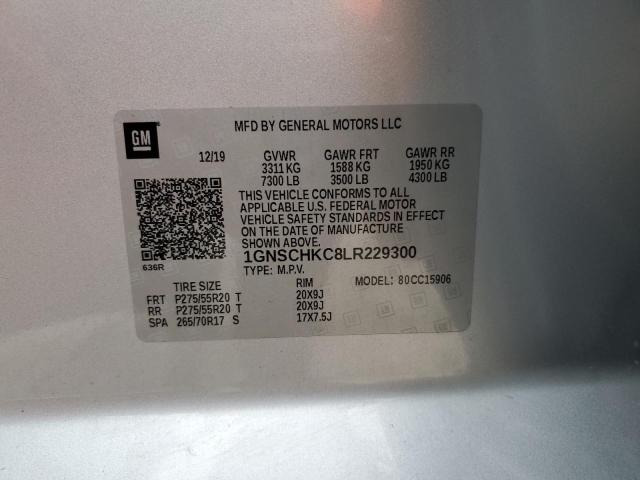 GM
MFD BY GENERAL MOTORS LLC
12/19 GVWR GAWR FRT GAWR RR
3311 KG 1588 KG 1950 KG
7300 LB 3500 LB 4300 LB
THIS VEHICLE CONFORMS TO ALL
APPLICABLE U.S. FEDERAL MOTOR
VEHICLE SAFETY STANDARDS IN EFFECT
ON THE DATE OF MANUFACTURE
SHOWN ABOVE.
636R 1GNSCHKC8LR229300
TYPE: M.P.V. MODEL: 80CC15906
TIRE SIZE RIM
FRT P275/55R20 T 20X9J
RR P275/55R20 T 20X9J
SPA 265/70R17 S 17X7.5J